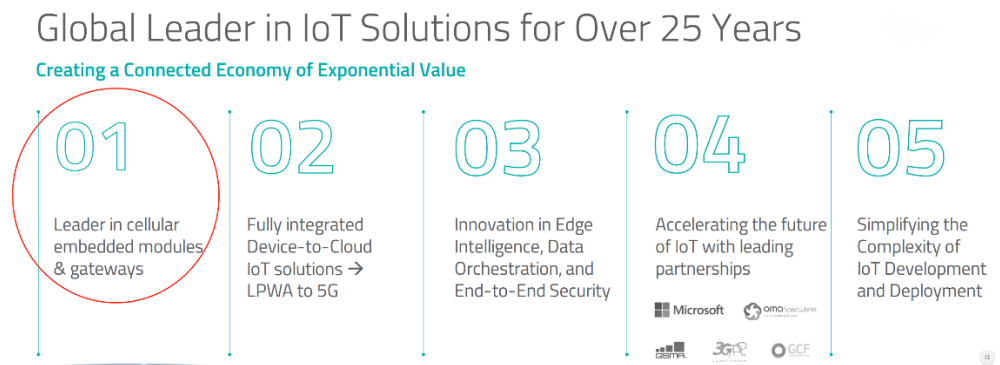 Global Leader in IoT Solutions for Over 25 Years
Creating a Connected Economy of Exponential Value
01
Leader in cellular
embedded modules
& gateways
02
Fully integrated
Device-to-Cloud
IoT solutions →
LPWA to 5G
03
Innovation in Edge
Intelligence, Data
Orchestration, and
End-to-End Security
04
Accelerating the future
of IoT with leading
partnerships
Microsoft
oma SpecWorks
GSMA
3GPP
GCF
05
Simplifying the
Complexity of
IoT Development
and Deployment